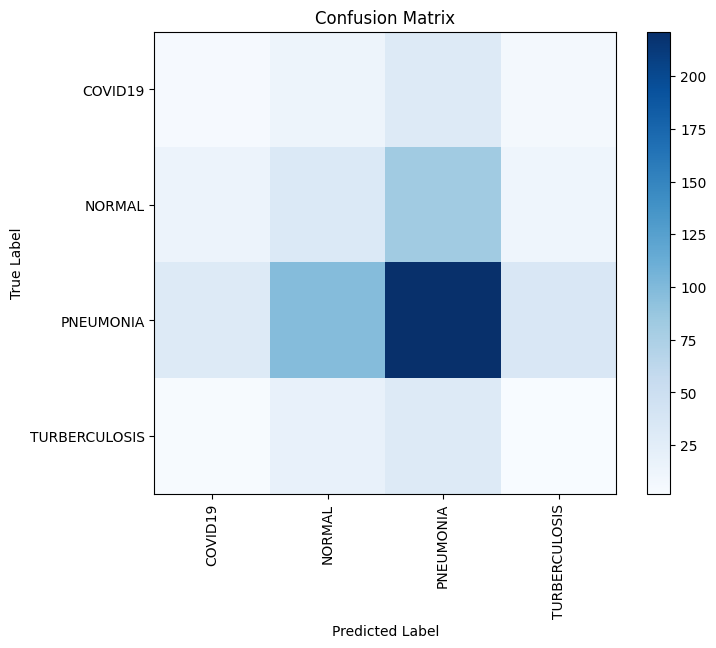 Confusion Matrix
True Label
COVID19
NORMAL
PNEUMONIA
TURBERCULOSIS
COVID19
NORMAL
PNEUMONIA
TURBERCULOSIS
Predicted Label
200
175
150
125
100
75
50
25